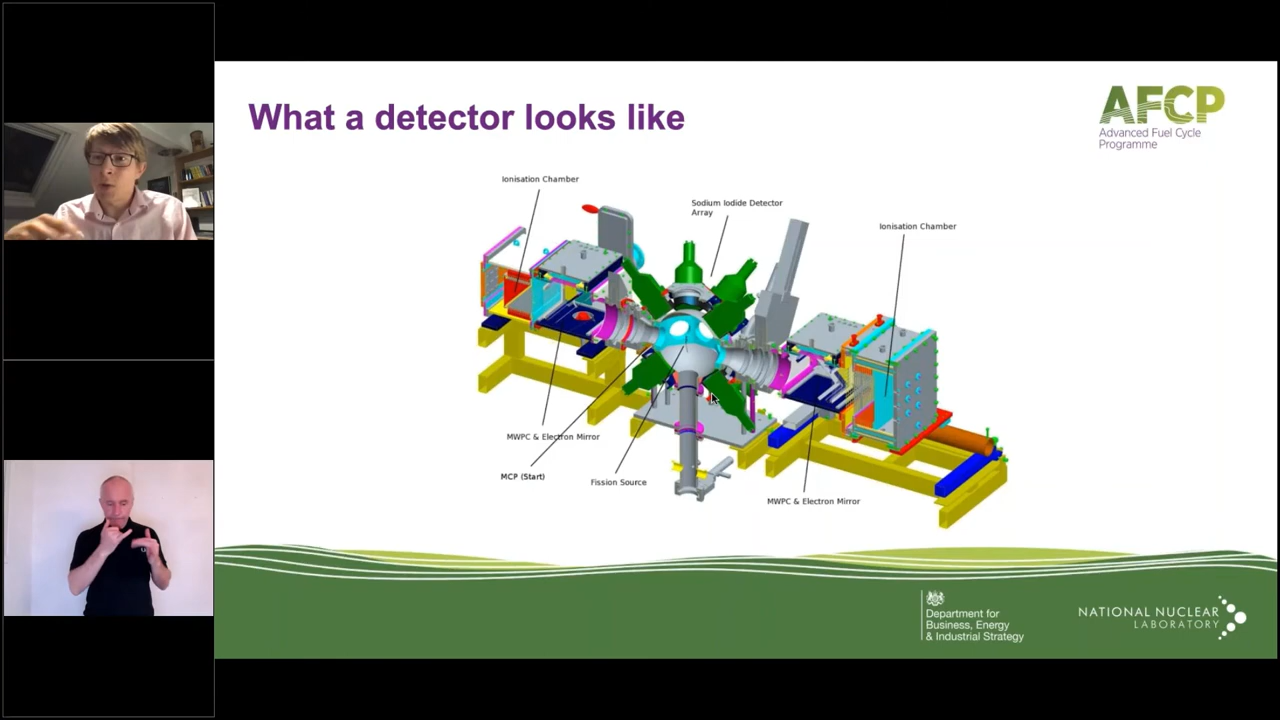 What a detector looks like
AFCP
Advanced Fuel Cycle
Programme
Ionisation Chamber
Sodium Iodide Detector
Array
Ionisation Chamber
MWPC & Electron Mirror
MCP (Start)
Fission Source
MWPC & Electron Mirror
Department for
Business, Energy
& Industrial Strategy
NATIONAL NUCLEAR
LABORATORY